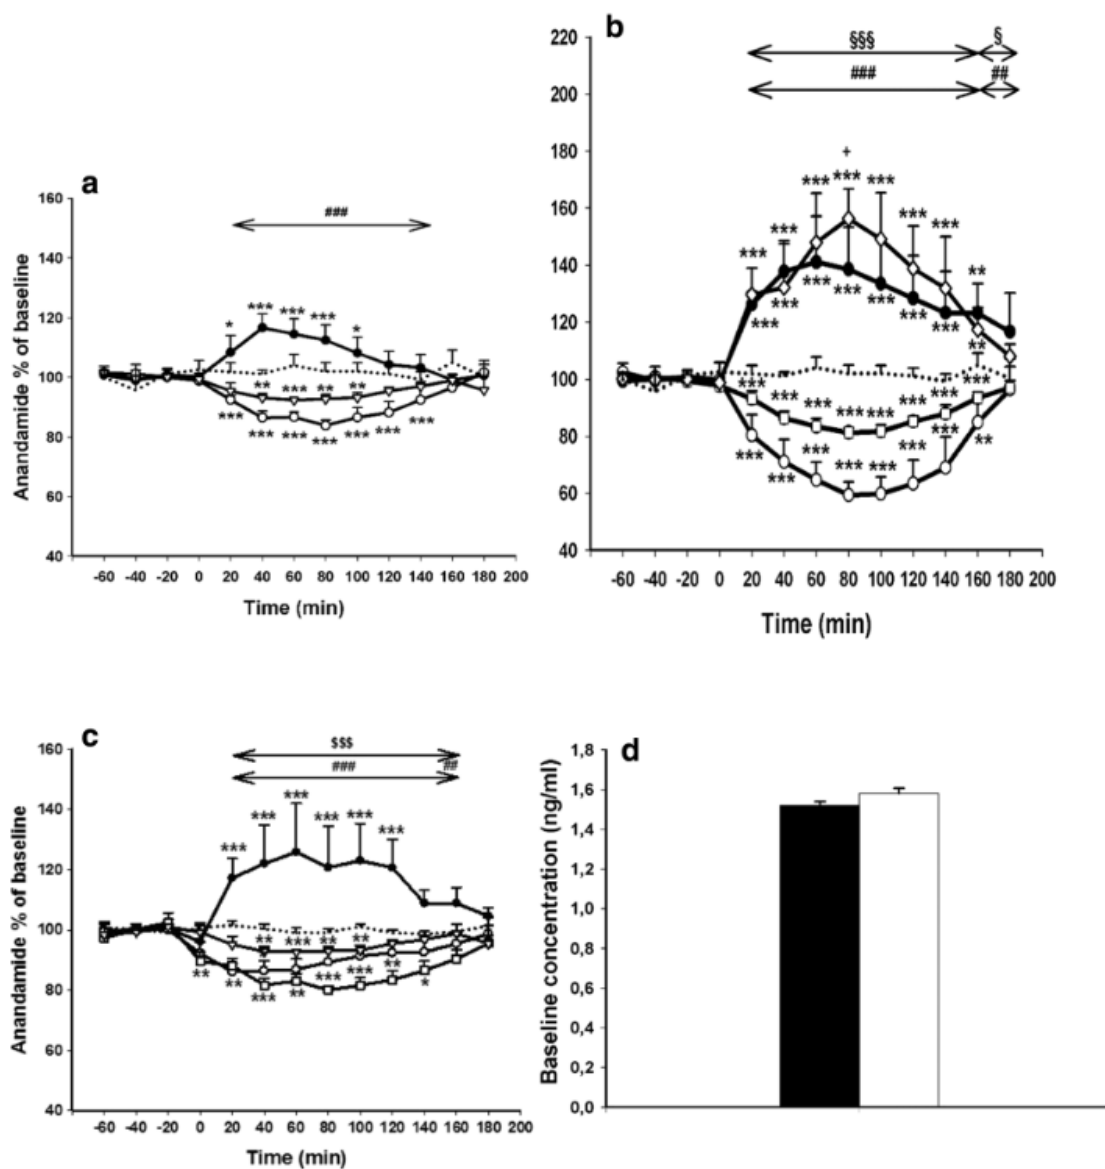 a
160
140
120
100
80
60
40
Anandamide % of baseline
###
* *** *** *** *
** *** ** **
*** *** *** *** *** *** ***
-60 -40 -20 0 20 40 60 80 100 120 140 160 180 200
Time (min)
b
220
200
180
160
140
120
100
80
60
40
§§§ §
### ##
+
*** *** *** *** *** *** *** **
*** *** *** *** *** *** *** **
*** *** *** *** *** *** *** ***
*** *** *** *** *** *** *** **
-60 -40 -20 0 20 40 60 80 100 120 140 160 180 200
Time (min)
c
160
140
120
100
80
60
40
Anandamide % of baseline
$$$
### ##
*** *** *** *** *** ***
** *** ** **
** ** *** ** *** *** ** *
-60 -40 -20 0 20 40 60 80 100 120 140 160 180 200
Time (min)
d
1,8
1,6
1,4
1,2
1,0
0,8
0,6
0,4
0,2
0,0
Baseline concentration (ng/ml)